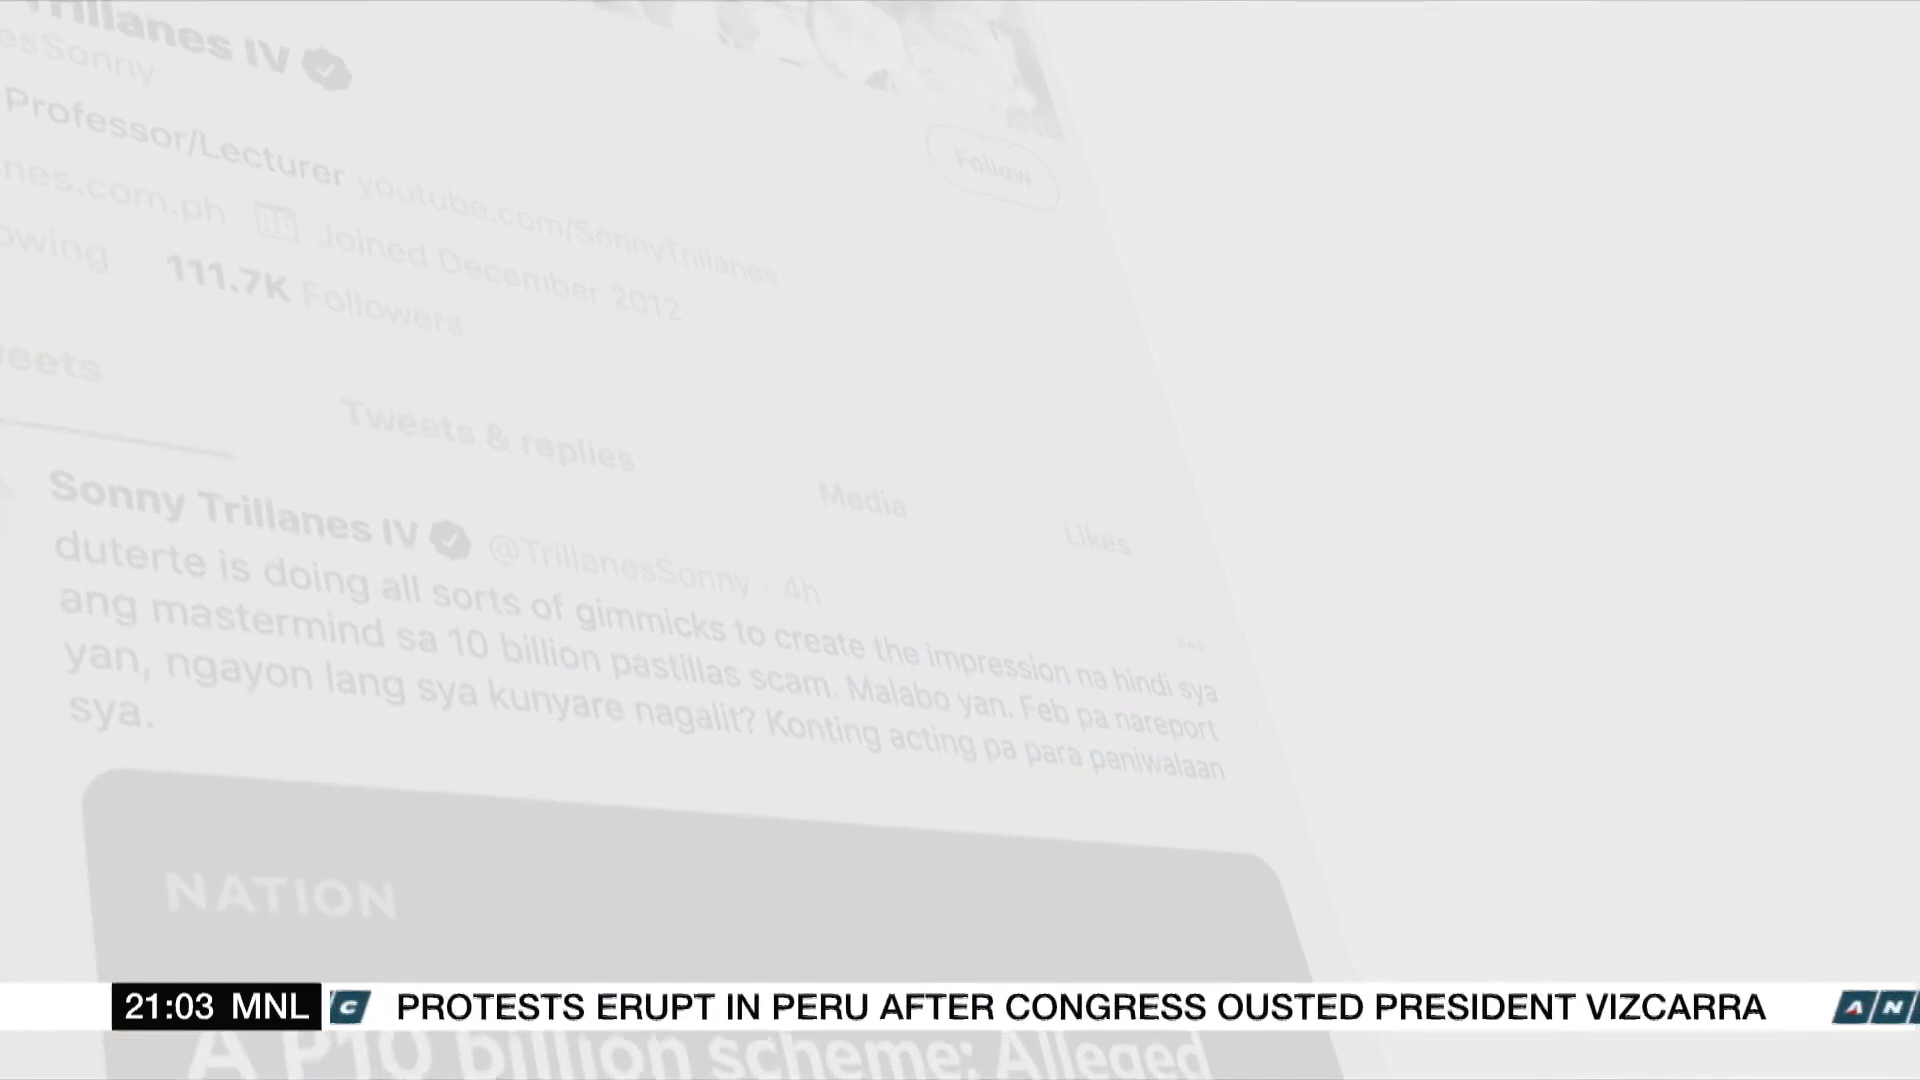 Trillanes IV
esSonny
Professor/Lecturer youtube.com/SonnyTrillanes
nes.com.ph Joined December 2012
owing 111.7K Followers
weets Tweets & replies Media Likes
Sonny Trillanes IV @TrillanesSonny · 4h
duterte is doing all sorts of gimmicks to create the impression na hindi sya
ang mastermind sa 10 billion pastillas scam. Malabo yan. Feb pa nareport
yan, ngayon lang sya kunyare nagalit? Konting acting pa para paniwalaan
sya.
Follow
NATION
21:03 MNL C PROTESTS ERUPT IN PERU AFTER CONGRESS OUSTED PRESIDENT VIZCARRA AN
A P10 billion scheme: Alleged